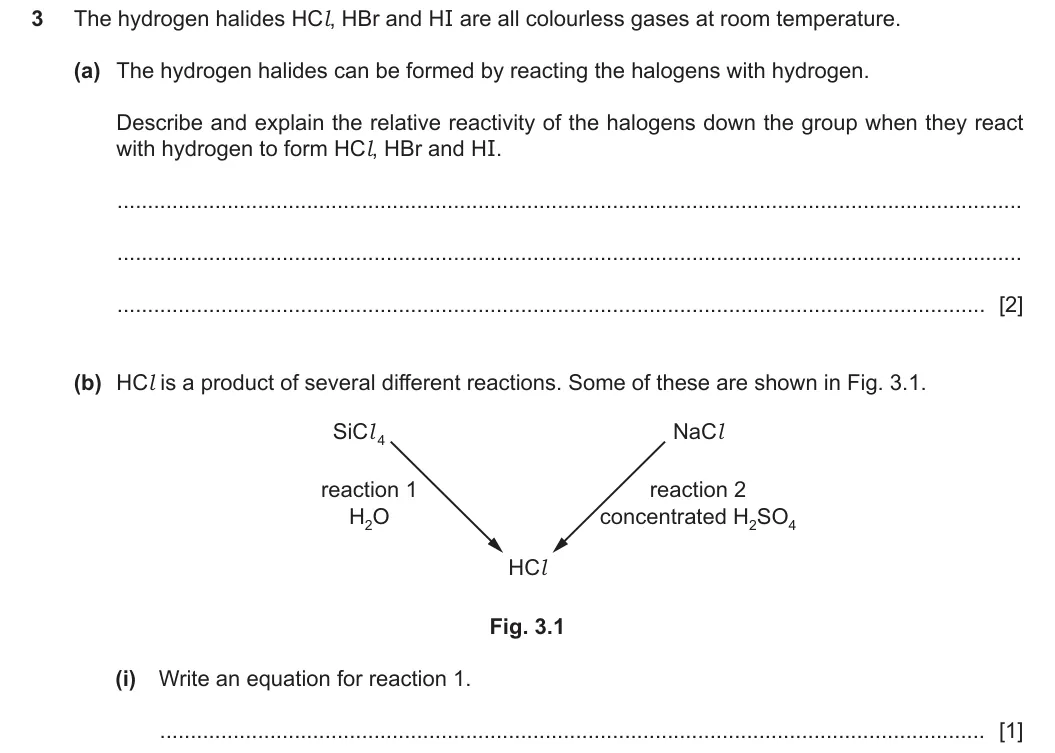 3 The hydrogen halides HCl, HBr and HI are all colourless gases at room temperature.
(a) The hydrogen halides can be formed by reacting the halogens with hydrogen.
Describe and explain the relative reactivity of the halogens down the group when they react
with hydrogen to form HCl, HBr and HI.
[2]
(b) HCl is a product of several different reactions. Some of these are shown in Fig. 3.1.
SiCl₄ NaCl
reaction 1 reaction 2
H₂O concentrated H₂SO₄
HCl
Fig. 3.1
(i) Write an equation for reaction 1.
[1]